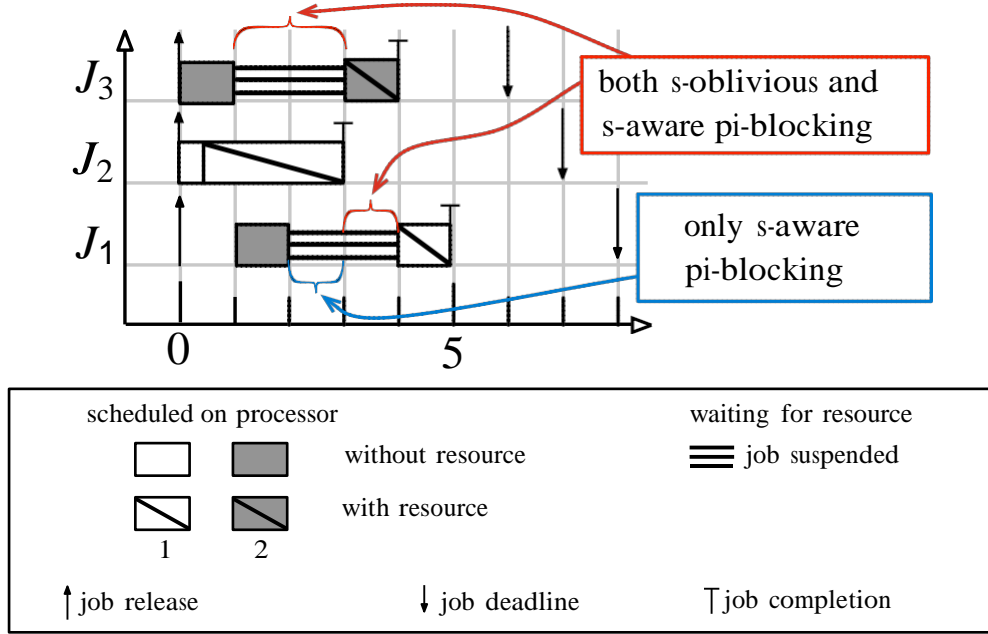 J3
both s-oblivious and
s-aware pi-blocking
J2
J1
only s-aware
pi-blocking
0
5
scheduled on processor
waiting for resource
without resource
job suspended
with resource
1
2
job release
job deadline
job completion